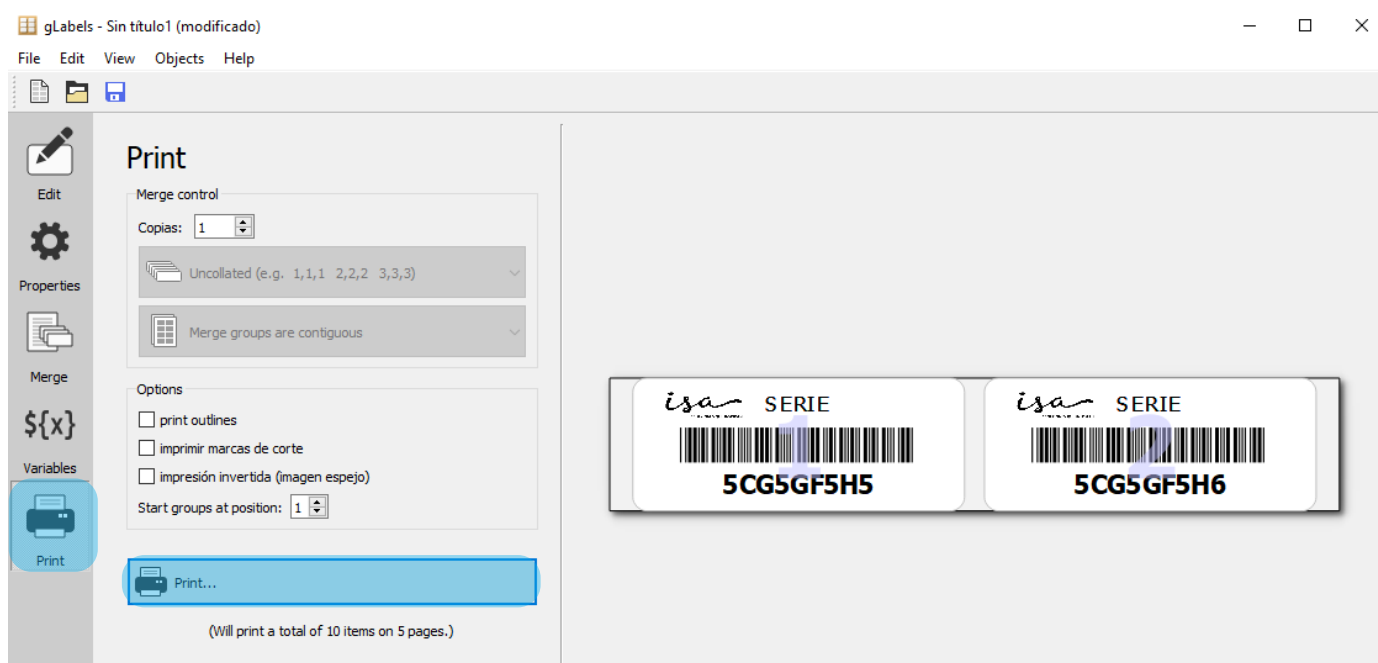 gLabels - Sin título1 (modificado)
File Edit View Objects Help
Edit
Properties
Merge
${x}
Variables
Print
Print
Merge control
Copias: 1
Uncollated (e.g. 1,1,1 2,2,2 3,3,3)
Merge groups are contiguous
Options
print outlines
imprimir marcas de corte
impresión invertida (imagen espejo)
Start groups at position: 1
Print...
(Will print a total of 10 items on 5 pages.)
isa SERIE
1
5CG5GF5H5
isa SERIE
2
5CG5GF5H6